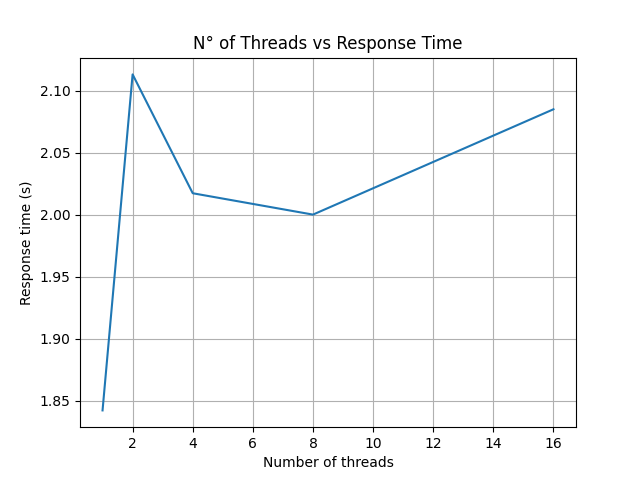 N° of Threads vs Response Time
2.10
2.05
2.00
1.95
1.90
1.85
Response time (s)
2 4 6 8 10 12 14 16
Number of threads